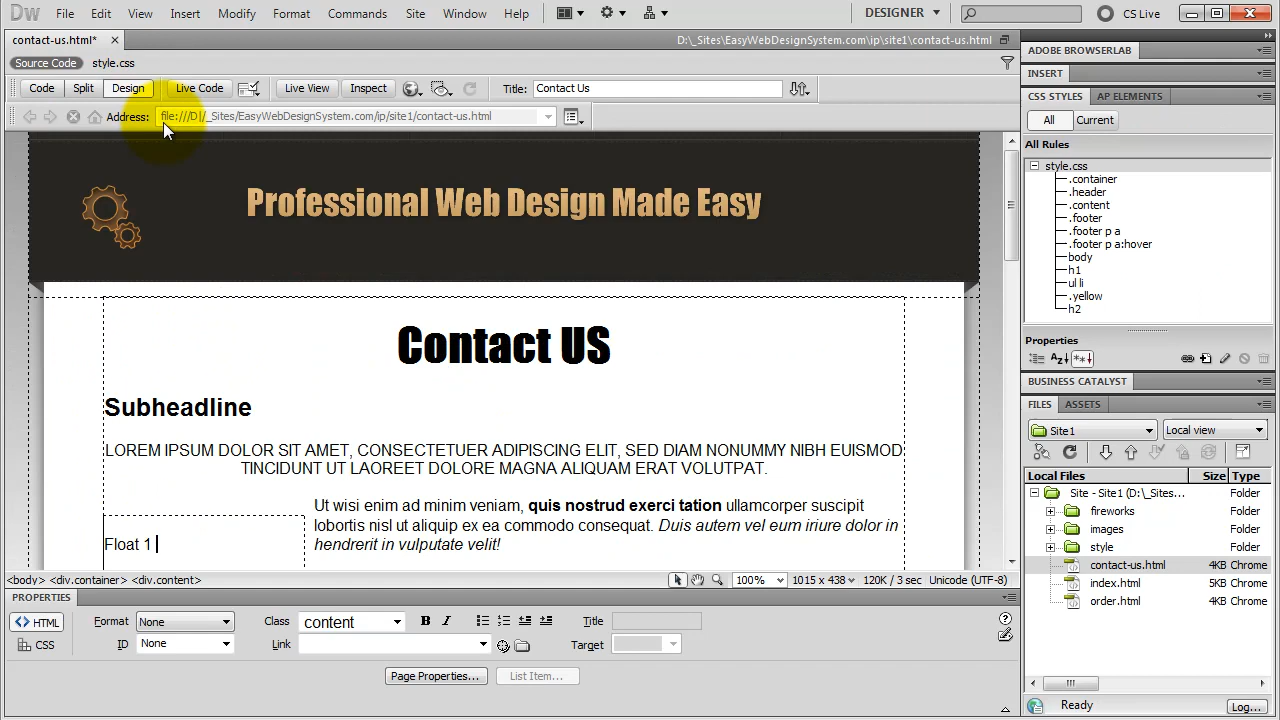 Dw File Edit View Insert Modify Format Commands Site Window Help DESIGNER CS Live
contact-us.html* D:\_Sites\EasyWebDesignSystem.com\ip\site1\contact-us.html
Source Code style.css
Code Split Design Live Code Live View Inspect Title: Contact Us
Address: file:///D|/_Sites/EasyWebDesignSystem.com/ip/site1/contact-us.html
Professional Web Design Made Easy
Contact US
Subheadline
LOREM IPSUM DOLOR SIT AMET, CONSECTETUER ADIPISCING ELIT, SED DIAM NONUMMY NIBH EUISMOD
TINCIDUNT UT LAOREET DOLORE MAGNA ALIQUAM ERAT VOLUTPAT.
Ut wisi enim ad minim veniam, quis nostrud exerci tation ullamcorper suscipit
lobortis nisl ut aliquip ex ea commodo consequat. Duis autem vel eum iriure dolor in
hendrerit in vulputate velit!
Float 1
<body> <div.container> <div.content> 100% 1015 x 438 120K / 3 sec Unicode (UTF-8)
PROPERTIES
<> HTML Format None Class content B I Title
CSS ID None Link Target
Page Properties... List Item...
ADOBE BROWSERLAB
INSERT
CSS STYLES AP ELEMENTS
All Current
All Rules
style.css
.container
.header
.content
.footer
.footer p a
.footer p a:hover
body
h1
ul li
.yellow
h2
Properties
BUSINESS CATALYST
FILES ASSETS
Site1 Local view
Local Files Size Type
Site - Site1 (D:\_Sites... Folder
fireworks Folder
images Folder
style Folder
contact-us.html 4KB Chrome
index.html 5KB Chrome
order.html 4KB Chrome
Ready Log...